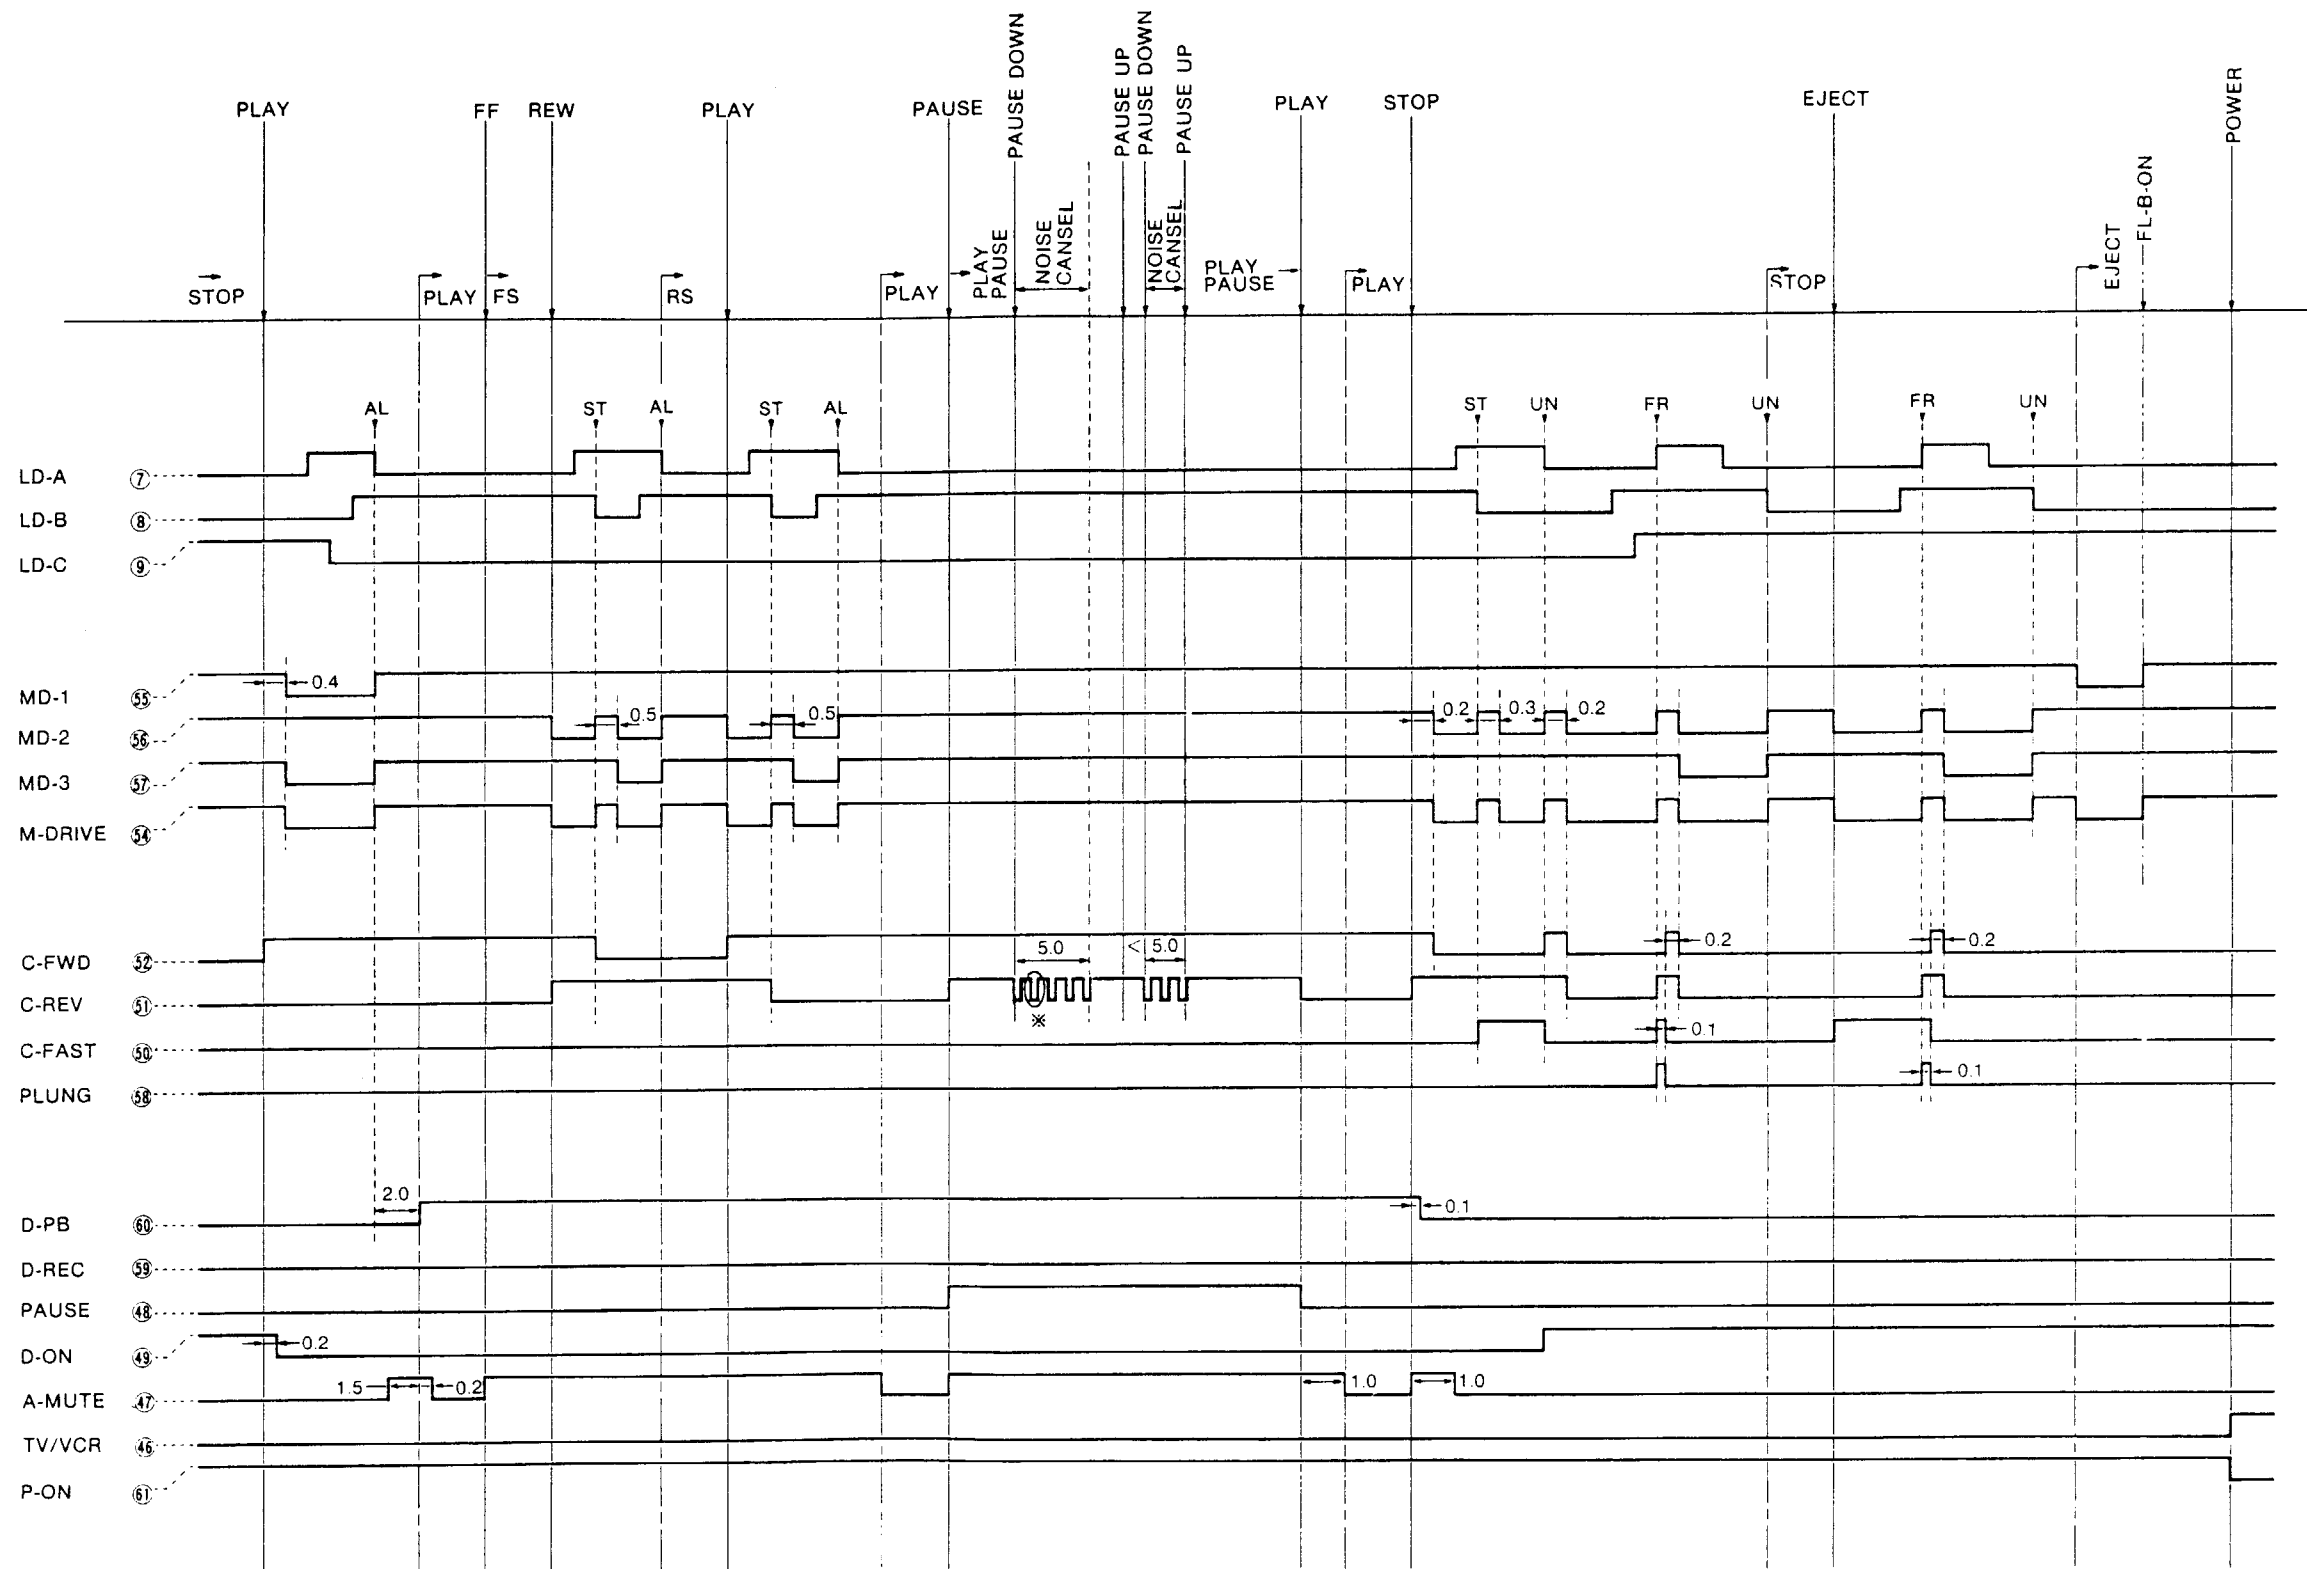 PLAY
FF
REW
PLAY
PAUSE
PAUSE DOWN
PAUSE UP
PAUSE DOWN
PAUSE UP
PLAY
STOP
EJECT
POWER
STOP
PLAY
FS
RS
PLAY
PLAY
PAUSE
NOISE
CANSEL
NOISE
CANSEL
PLAY
PAUSE
PLAY
STOP
EJECT
FL-B-ON
AL
ST
AL
ST
AL
ST
UN
FR
UN
FR
UN
LD-A 7
LD-B 8
LD-C 9
MD-1 55
0.4
MD-2 56
0.5
0.5
0.2
0.3
0.2
MD-3 57
M-DRIVE 54
C-FWD 52
5.0
< 5.0
0.2
0.2
C-REV 51
※
C-FAST 50
0.1
PLUNG 58
0.1
D-PB 60
2.0
0.1
D-REC 59
PAUSE 48
D-ON 49
0.2
A-MUTE 47
1.5
0.2
1.0
1.0
TV/VCR 46
P-ON 61